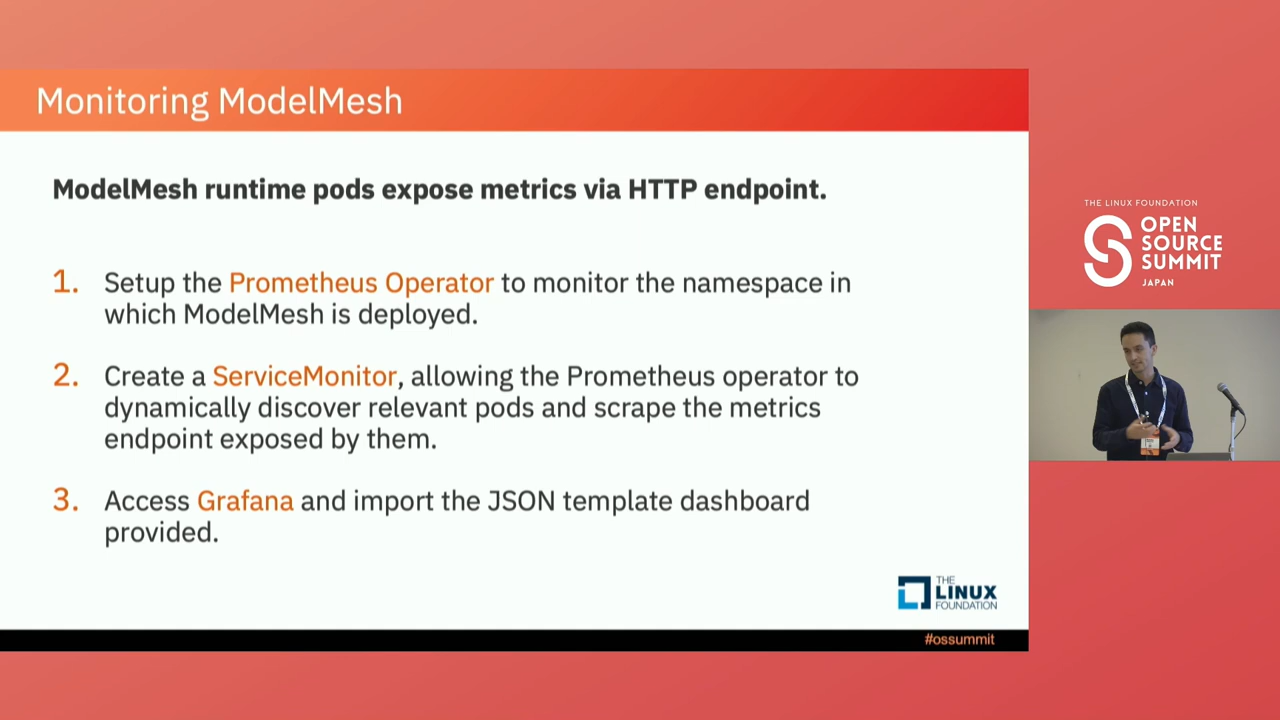 Monitoring ModelMesh
ModelMesh runtime pods expose metrics via HTTP endpoint.
1. Setup the Prometheus Operator to monitor the namespace in
which ModelMesh is deployed.
2. Create a ServiceMonitor, allowing the Prometheus operator to
dynamically discover relevant pods and scrape the metrics
endpoint exposed by them.
3. Access Grafana and import the JSON template dashboard
provided.
THE
LINUX
FOUNDATION
#ossummit
THE LINUX FOUNDATION
OPEN
SOURCE
SUMMIT
JAPAN